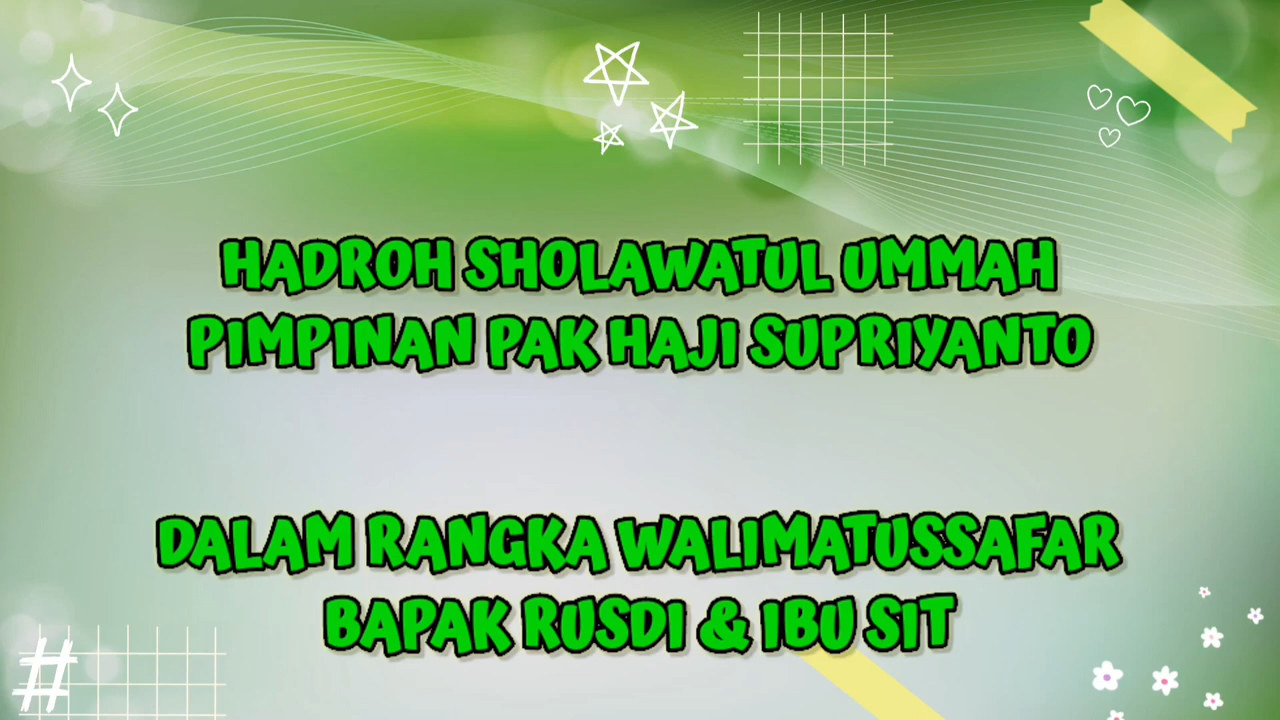 HADROH SHOLAWATUL UMMAH
PIMPINAN PAK HAJI SUPRIYANTO
DALAM RANGKA WALIMATUSSAFAR
BAPAK RUSDI & IBU SIT
#